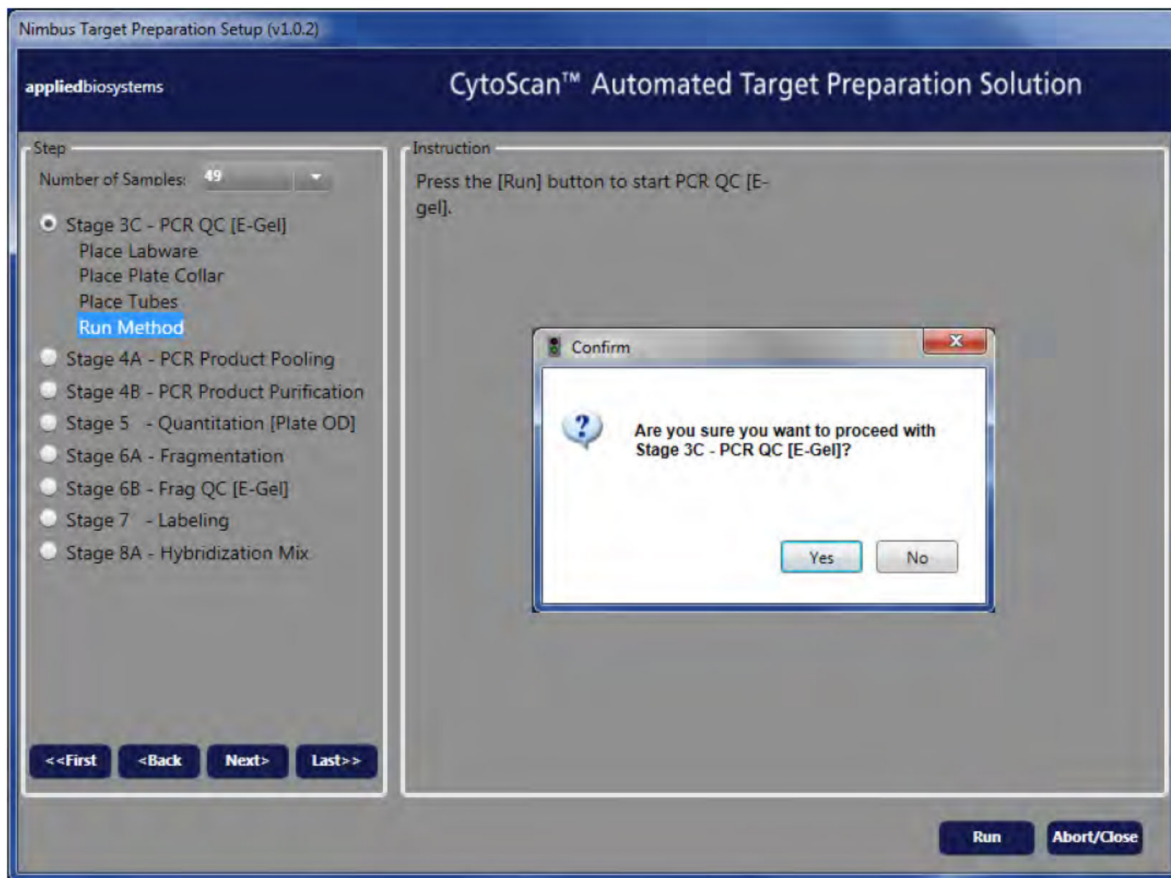 Nimbus Target Preparation Setup (v1.0.2)
appliedbiosystems
CytoScan™ Automated Target Preparation Solution
Step
Number of Samples: 49
Stage 3C - PCR QC [E-Gel]
Place Labware
Place Plate Collar
Place Tubes
Run Method
Stage 4A - PCR Product Pooling
Stage 4B - PCR Product Purification
Stage 5 - Quantitation [Plate OD]
Stage 6A - Fragmentation
Stage 6B - Frag QC [E-Gel]
Stage 7 - Labeling
Stage 8A - Hybridization Mix
<<First
<Back
Next>
Last>>
Instruction
Press the [Run] button to start PCR QC [E-
gel].
Confirm
Are you sure you want to proceed with
Stage 3C - PCR QC [E-Gel]?
Yes
No
Run
Abort/Close